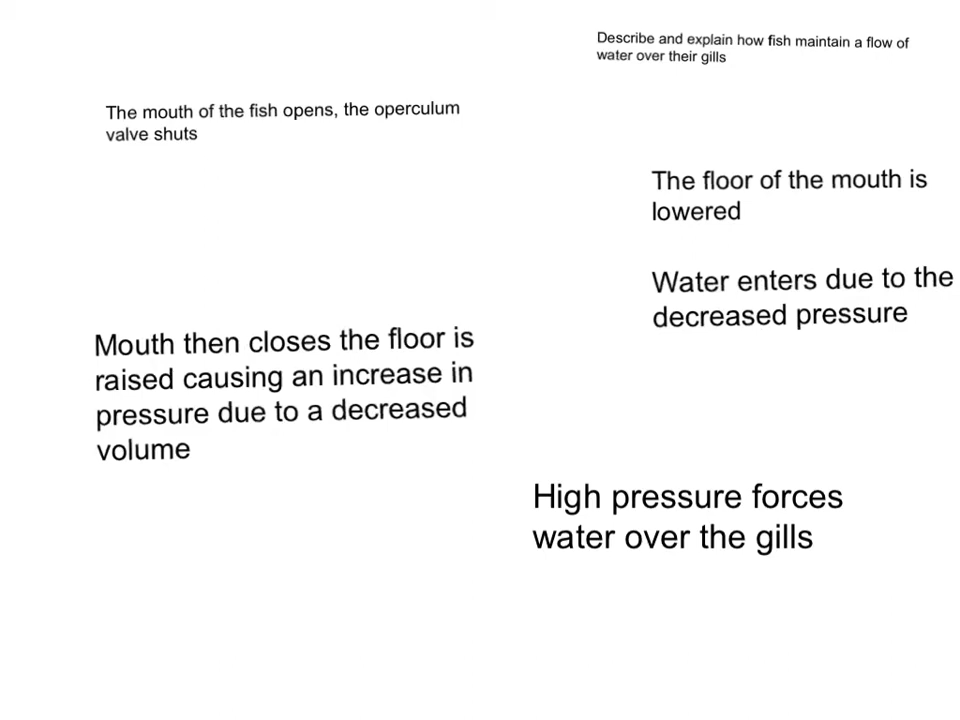 Describe and explain how fish maintain a flow of
water over their gills
The mouth of the fish opens, the operculum
valve shuts
The floor of the mouth is
lowered
Water enters due to the
decreased pressure
Mouth then closes the floor is
raised causing an increase in
pressure due to a decreased
volume
High pressure forces
water over the gills